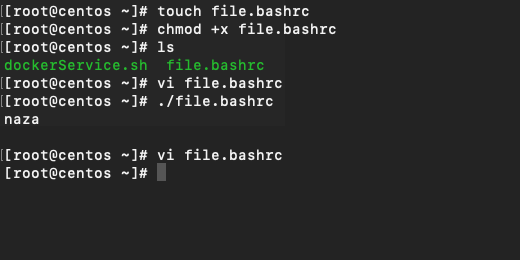 [root@centos ~]# touch file.bashrc
[root@centos ~]# chmod +x file.bashrc
[root@centos ~]# ls
dockerService.sh  file.bashrc
[root@centos ~]# vi file.bashrc
[root@centos ~]# ./file.bashrc
naza
[root@centos ~]# vi file.bashrc
[root@centos ~]#